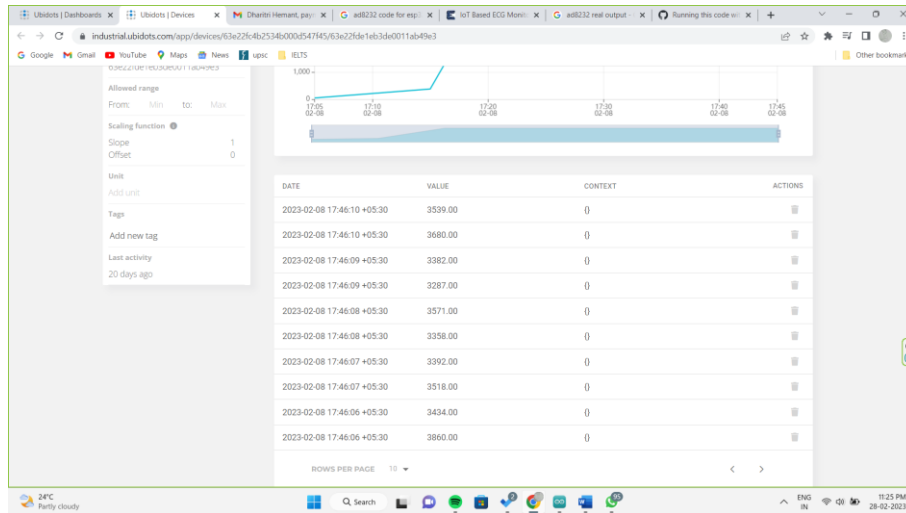 Ubidots | Dashboards Ubidots | Devices Dharitri Hemant, pay ad8232 code for esp IoT Based ECG Monito ad8232 real output - Running this code wi
industrial.ubidots.com/app/devices/63e22fc4b2534b000d547f45/63e22fde1eb3de0011ab49e3
Google Gmail YouTube Maps News upsc IELTS Other bookmark
63e22fde1eb3de0011ab49e3
Allowed range
From: Min to: Max
Scaling function
Slope 1
Offset 0
Unit
Add unit
Tags
Add new tag
Last activity
20 days ago
1,000
0
17:05 17:10 17:20 17:30 17:40 17:45
02-08 02-08 02-08 02-08 02-08 02-08
DATE VALUE CONTEXT ACTIONS
2023-02-08 17:46:10 +05:30 3539.00 {}
2023-02-08 17:46:10 +05:30 3680.00 {}
2023-02-08 17:46:09 +05:30 3382.00 {}
2023-02-08 17:46:09 +05:30 3287.00 {}
2023-02-08 17:46:08 +05:30 3571.00 {}
2023-02-08 17:46:08 +05:30 3358.00 {}
2023-02-08 17:46:07 +05:30 3392.00 {}
2023-02-08 17:46:07 +05:30 3518.00 {}
2023-02-08 17:46:06 +05:30 3434.00 {}
2023-02-08 17:46:06 +05:30 3860.00 {}
ROWS PER PAGE 10
24°C
Partly cloudy
Search
2
95
ENG
IN
11:25 PM
28-02-2023